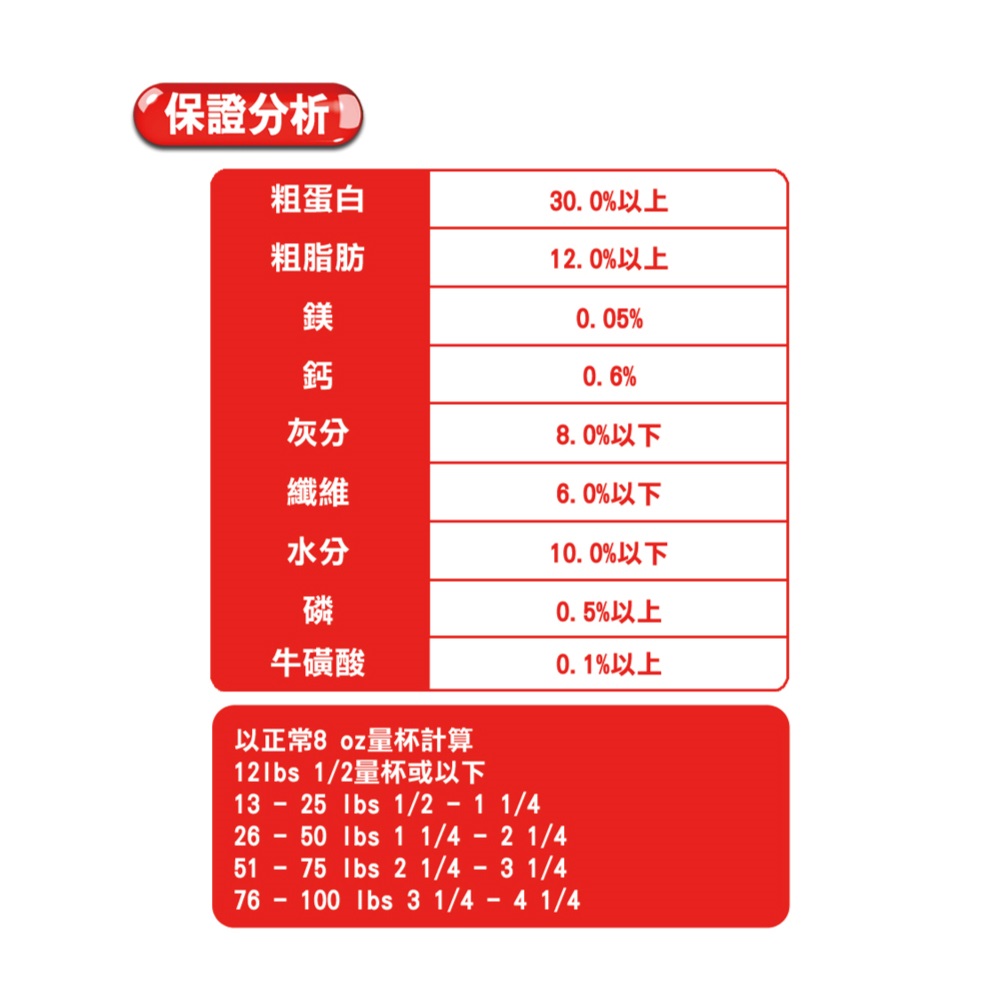 保證分析
粗蛋白 30.0%以上
粗脂肪 12.0%以上
鎂 0.05%
鈣 0.6%
灰分 8.0%以下
纖維 6.0%以下
水分 10.0%以下
磷 0.5%以上
牛磺酸 0.1%以上
以正常8 oz量杯計算
12lbs 1/2量杯或以下
13 - 25 lbs 1/2 - 1 1/4
26 - 50 lbs 1 1/4 - 2 1/4
51 - 75 lbs 2 1/4 - 3 1/4
76 - 100 lbs 3 1/4 - 4 1/4